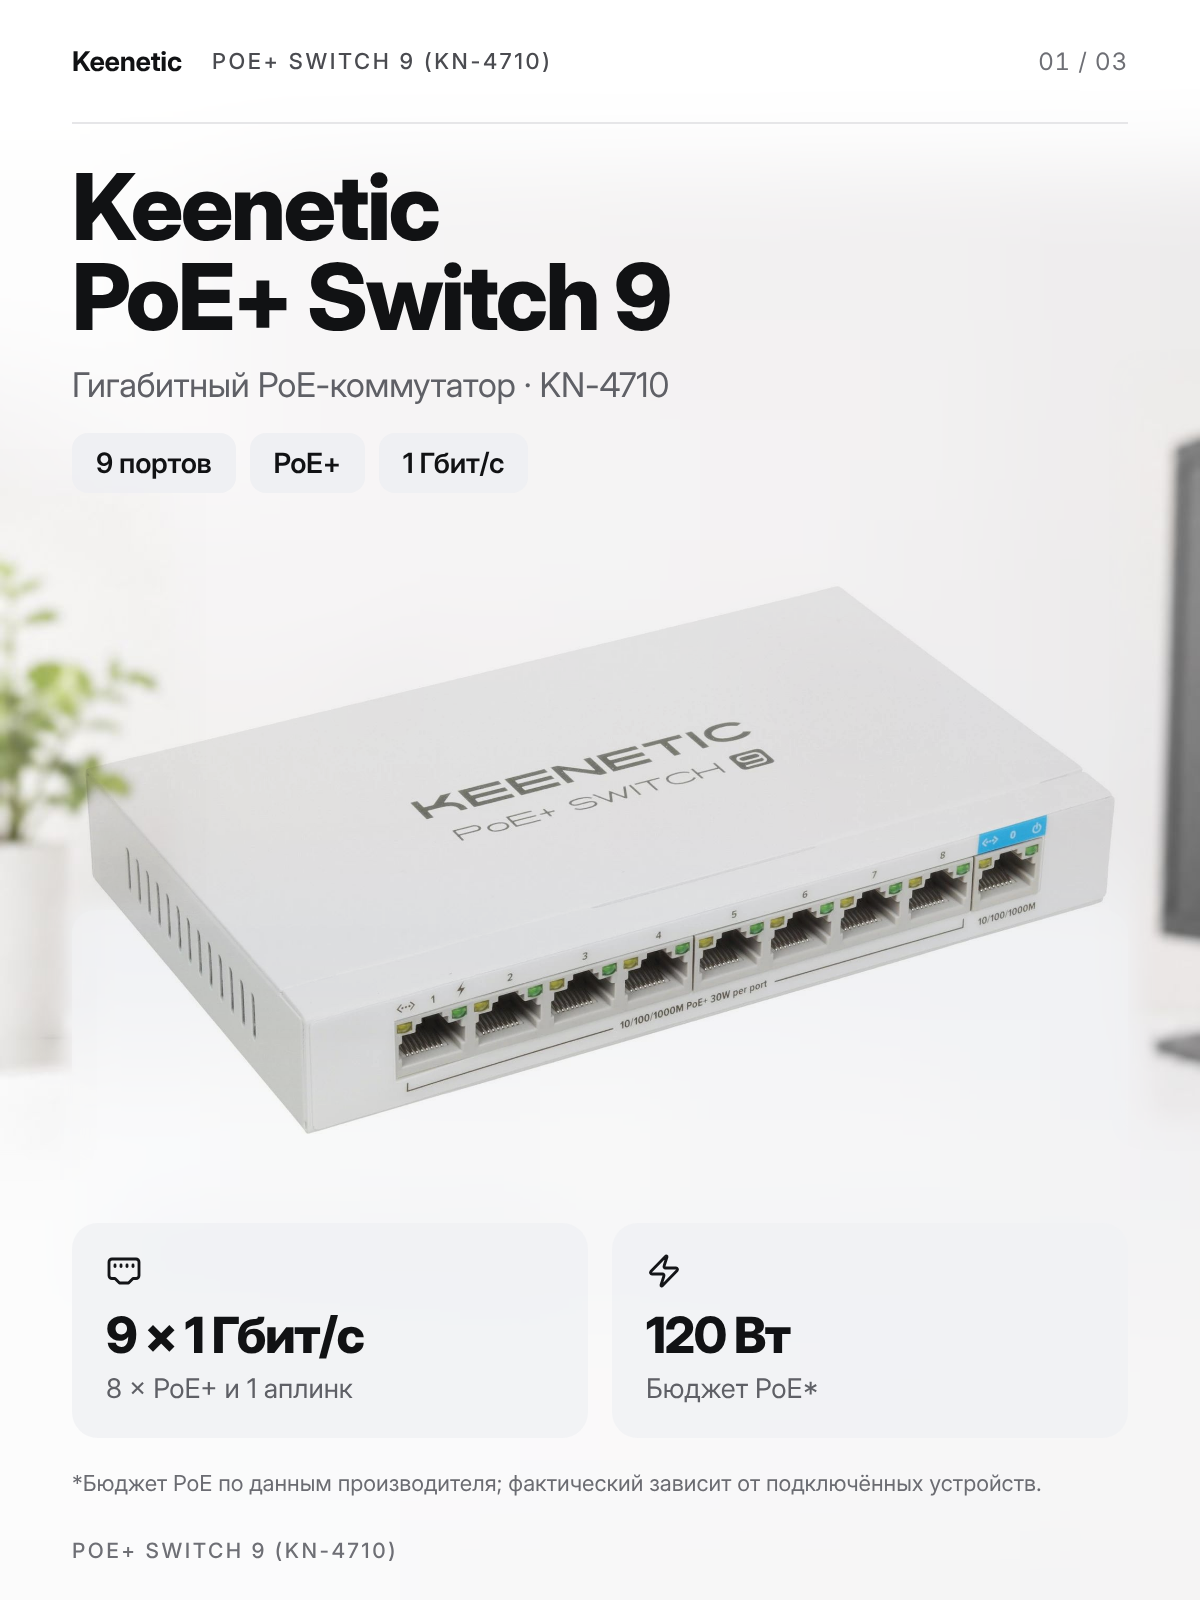 Keenetic POE+ SWITCH 9 (KN-4710) 01 / 03
Keenetic
PoE+ Switch 9
Гигабитный PoE-коммутатор · KN-4710
9 портов PoE+ 1 Гбит/с
KEENETIC
PoE+ SWITCH 9
0
8
7
6
5
4
3
2
1
10/100/1000M
10/100/1000M PoE+ 30W per port
9 × 1 Гбит/с
8 × PoE+ и 1 аплинк
120 Вт
Бюджет PoE*
*Бюджет PoE по данным производителя; фактический зависит от подключённых устройств.
POE+ SWITCH 9 (KN-4710)